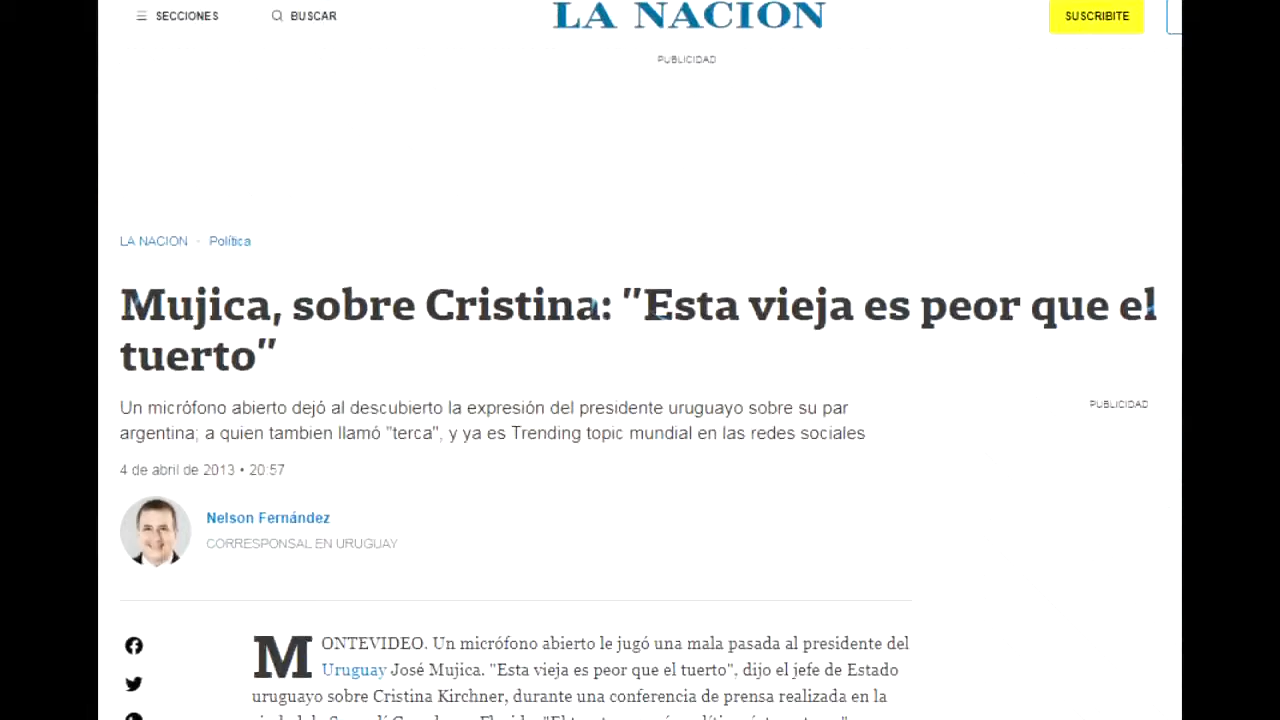 SECCIONES
BUSCAR
LA NACION
SUSCRIBITE
PUBLICIDAD
LA NACION - Política
Mujica, sobre Cristina: "Esta vieja es peor que el
tuerto"
Un micrófono abierto dejó al descubierto la expresión del presidente uruguayo sobre su par
argentina; a quien tambien llamó "terca", y ya es Trending topic mundial en las redes sociales
PUBLICIDAD
4 de abril de 2013 • 20:57
Nelson Fernández
CORRESPONSAL EN URUGUAY
MONTEVIDEO. Un micrófono abierto le jugó una mala pasada al presidente del
Uruguay José Mujica. "Esta vieja es peor que el tuerto", dijo el jefe de Estado
uruguayo sobre Cristina Kirchner, durante una conferencia de prensa realizada en la